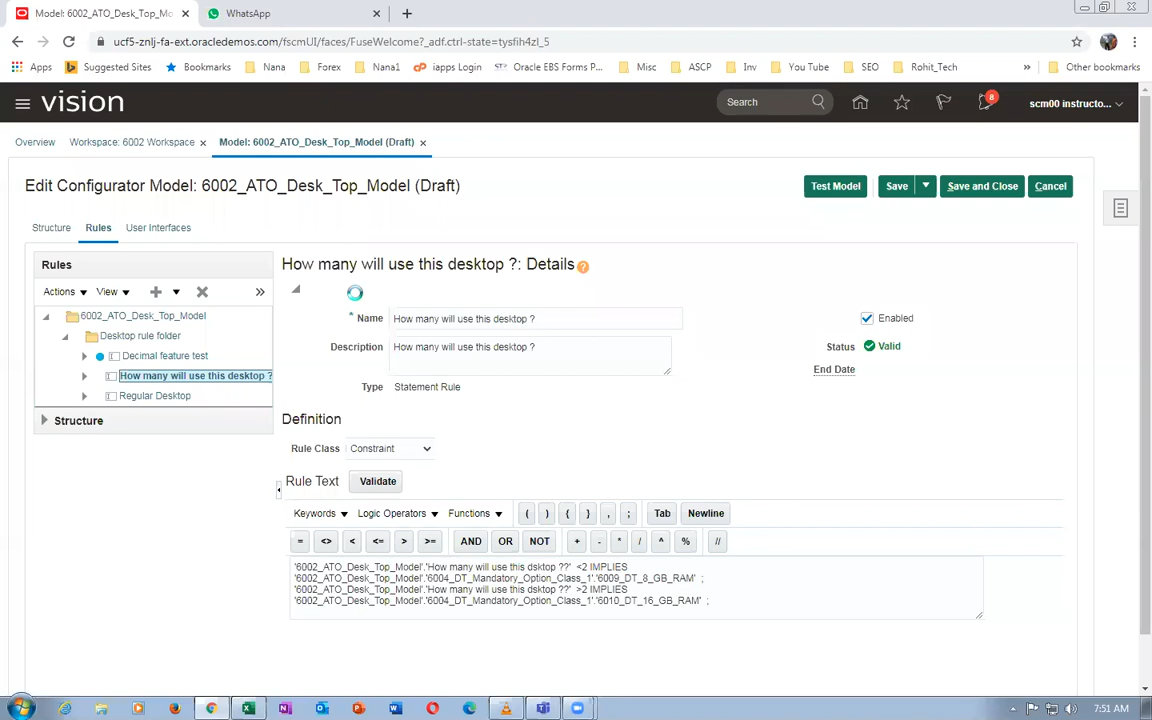 Model: 6002_ATO_Desk_Top_Mo
WhatsApp
ucf5-znlj-fa-ext.oracledemos.com/fscmUI/faces/FuseWelcome?_adf.ctrl-state=tysfih4zl_5
Apps Suggested Sites Bookmarks Nana Forex Nana1 iapps Login Oracle EBS Forms P... Misc ASCP Inv You Tube SEO Rohit_Tech » Other bookmarks
vision Search 8 scm00 instructo...
Overview Workspace: 6002 Workspace Model: 6002_ATO_Desk_Top_Model (Draft)
Edit Configurator Model: 6002_ATO_Desk_Top_Model (Draft) Test Model Save Save and Close Cancel
Structure Rules User Interfaces
Rules
Actions View »
6002_ATO_Desk_Top_Model
Desktop rule folder
Decimal feature test
How many will use this desktop ?
Regular Desktop
Structure
How many will use this desktop ?: Details ?
* Name How many will use this desktop ? Enabled
Description How many will use this desktop ? Status Valid
End Date
Type Statement Rule
Definition
Rule Class Constraint
Rule Text Validate
Keywords Logic Operators Functions ( ) { } , ; Tab Newline
= <> < <= > >= AND OR NOT + - * / ^ % //
'6002_ATO_Desk_Top_Model'.'How many will use this dsktop ??' <2 IMPLIES
'6002_ATO_Desk_Top_Model'.'6004_DT_Mandatory_Option_Class_1'.'6009_DT_8_GB_RAM' ;
'6002_ATO_Desk_Top_Model'.'How many will use this dsktop ??' >2 IMPLIES
'6002_ATO_Desk_Top_Model'.'6004_DT_Mandatory_Option_Class_1'.'6010_DT_16_GB_RAM' ;
7:51 AM